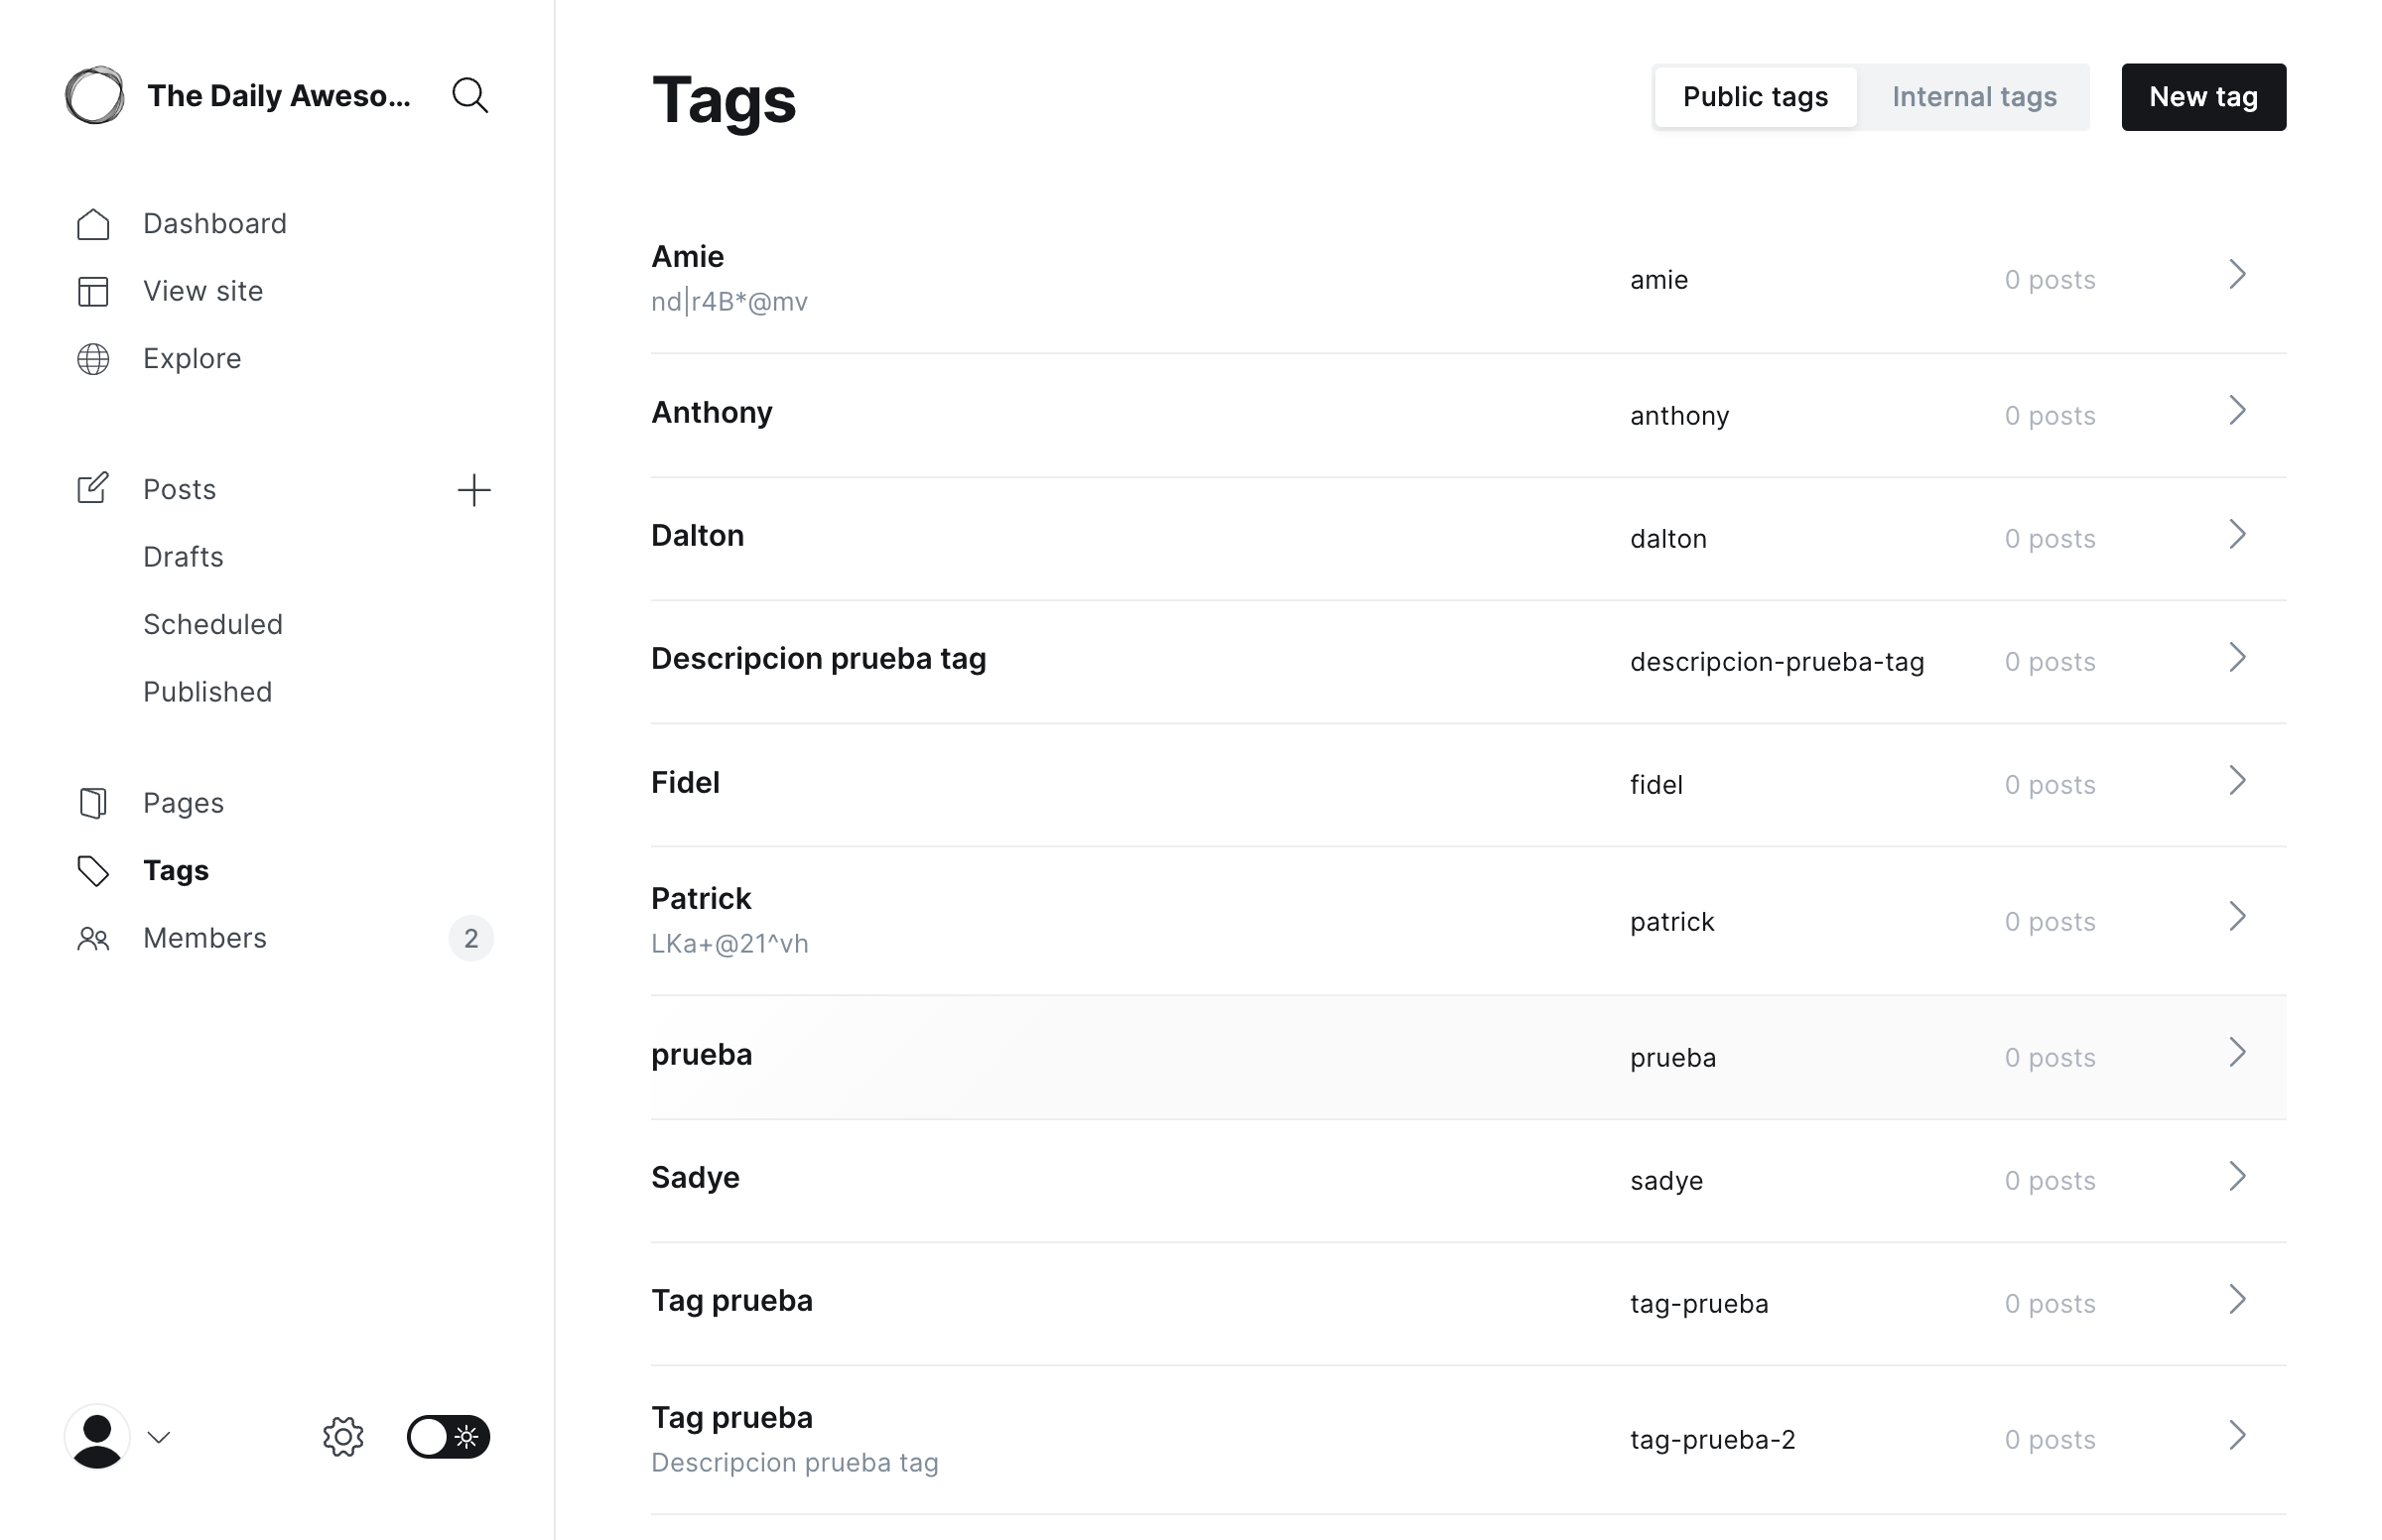 The Daily Aweso...
Dashboard
View site
Explore
Posts
Drafts
Scheduled
Published
Pages
Tags
Members 2
Tags
Public tags Internal tags New tag
Amie
nd|r4B*@mv
amie 0 posts
Anthony anthony 0 posts
Dalton dalton 0 posts
Descripcion prueba tag descripcion-prueba-tag 0 posts
Fidel fidel 0 posts
Patrick
LKa+@21^vh
patrick 0 posts
prueba prueba 0 posts
Sadye sadye 0 posts
Tag prueba tag-prueba 0 posts
Tag prueba
Descripcion prueba tag
tag-prueba-2 0 posts